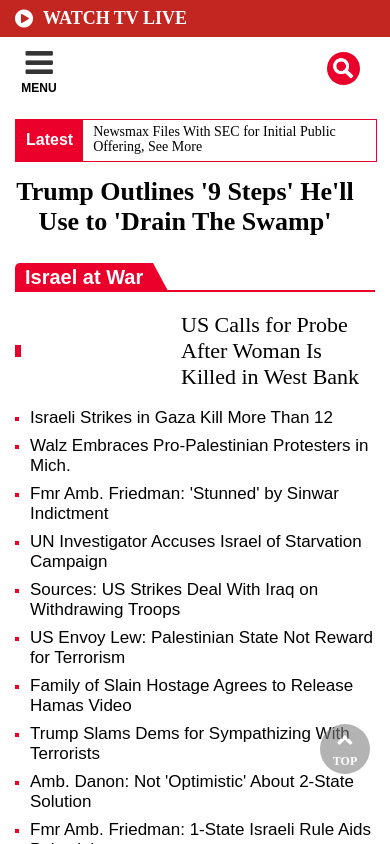 WATCH TV LIVE
MENU
Latest
Newsmax Files With SEC for Initial Public
Offering, See More
Trump Outlines '9 Steps' He'll
Use to 'Drain The Swamp'
Israel at War
US Calls for Probe
After Woman Is
Killed in West Bank
Israeli Strikes in Gaza Kill More Than 12
Walz Embraces Pro-Palestinian Protesters in
Mich.
Fmr Amb. Friedman: 'Stunned' by Sinwar
Indictment
UN Investigator Accuses Israel of Starvation
Campaign
Sources: US Strikes Deal With Iraq on
Withdrawing Troops
US Envoy Lew: Palestinian State Not Reward
for Terrorism
Family of Slain Hostage Agrees to Release
Hamas Video
Trump Slams Dems for Sympathizing With
Terrorists
TOP
Amb. Danon: Not 'Optimistic' About 2-State
Solution
Fmr Amb. Friedman: 1-State Israeli Rule Aids